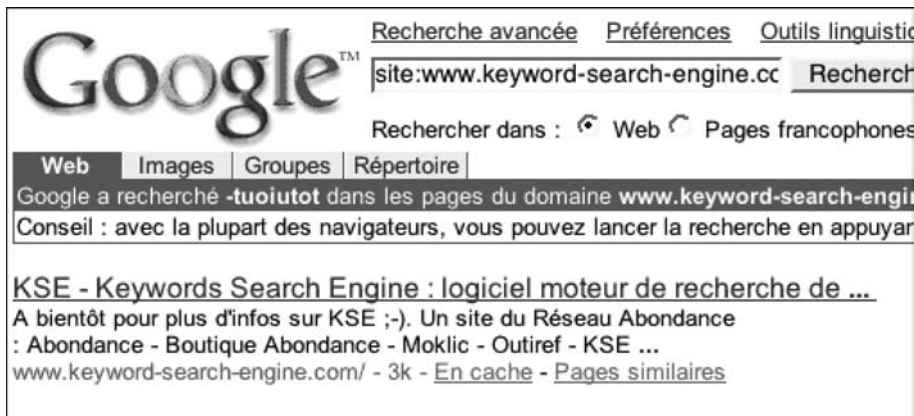 Google™
Recherche avancée Préférences Outils linguistic
site:www.keyword-search-engine.cc Recherch
Rechercher dans : Web Pages francophones
Web Images Groupes Répertoire
Google a recherché -tuoiutot dans les pages du domaine www.keyword-search-engi
Conseil : avec la plupart des navigateurs, vous pouvez lancer la recherche en appuyar
KSE - Keywords Search Engine : logiciel moteur de recherche de ...
A bientôt pour plus d'infos sur KSE ;-). Un site du Réseau Abondance
: Abondance - Boutique Abondance - Moklic - Outiref - KSE ...
www.keyword-search-engine.com/ - 3k - En cache - Pages similaires